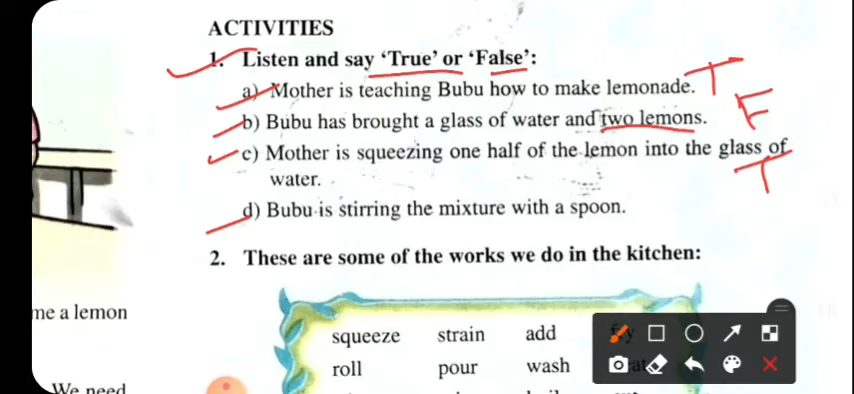 ACTIVITIES
1. Listen and say ‘True’ or ‘False’:
a) Mother is teaching Bubu how to make lemonade. T
b) Bubu has brought a glass of water and two lemons. F
c) Mother is squeezing one half of the lemon into the glass of T
water.
d) Bubu is stirring the mixture with a spoon.
2. These are some of the works we do in the kitchen:
me a lemon
squeeze strain add
roll pour wash
We need